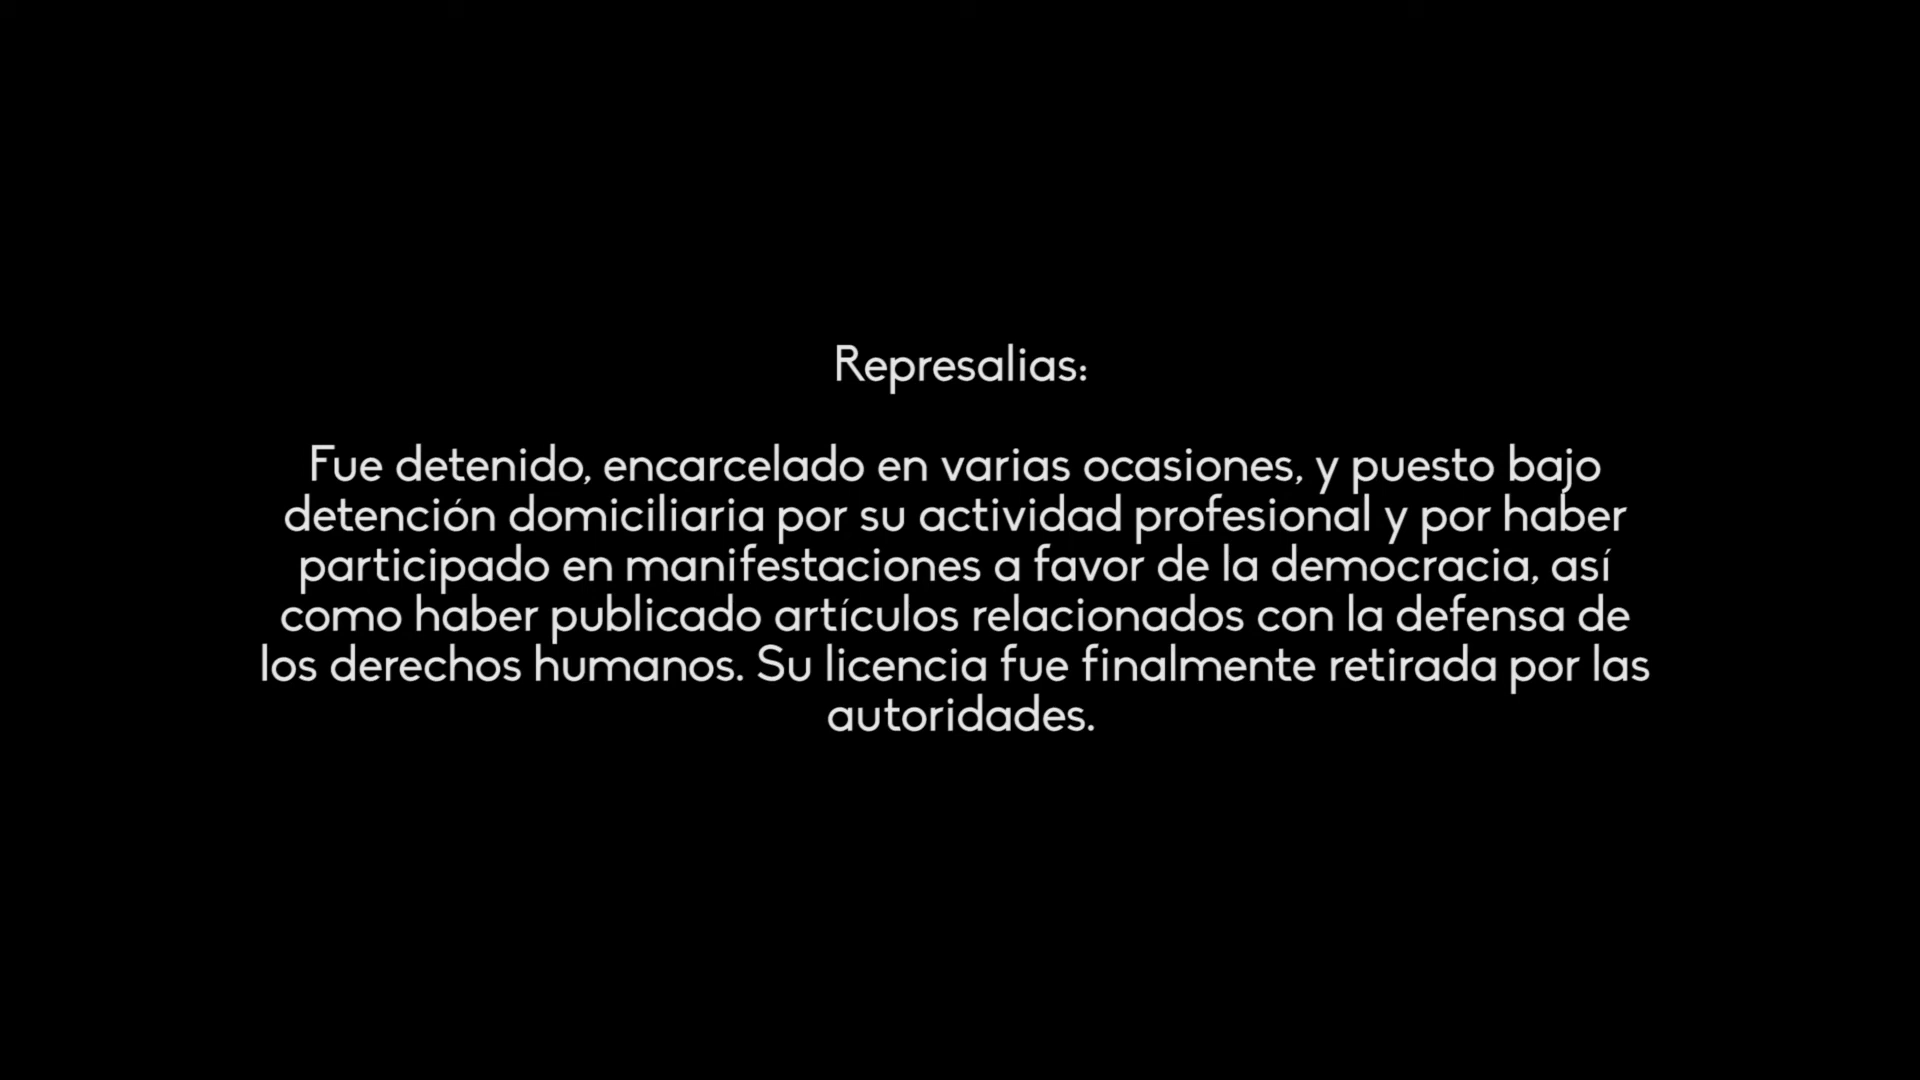 Represalias:
Fue detenido, encarcelado en varias ocasiones, y puesto bajo
detención domiciliaria por su actividad profesional y por haber
participado en manifestaciones a favor de la democracia, así
como haber publicado artículos relacionados con la defensa de
los derechos humanos. Su licencia fue finalmente retirada por las
autoridades.